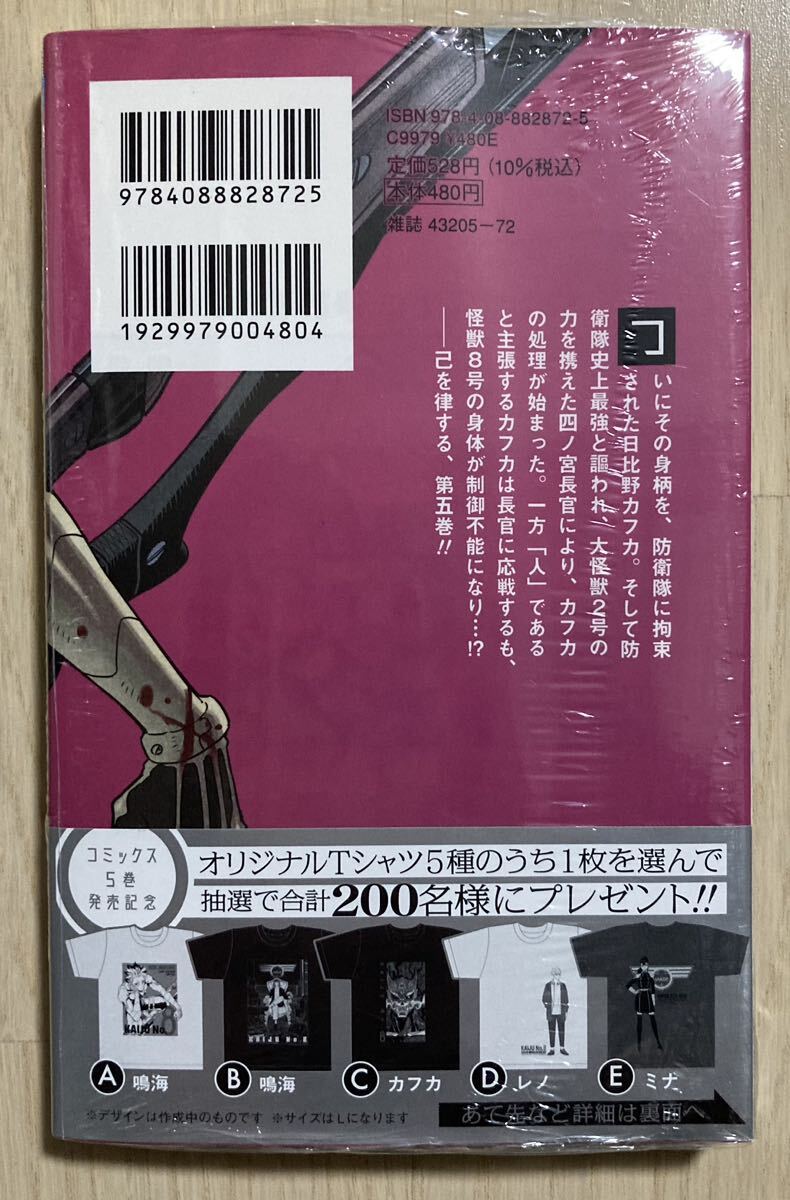 9784088828725
1929979004804
ISBN 978-4-08-882872-5
C9979 ¥480E
定価528円(10%税込)
本体480円
雑誌 43205-72
ついにその身柄を、防衛隊に拘束
された日比野カフカ。そして防
衛隊史上最強と謳われ、大怪獣2号の
力を携えた四ノ宮長官により、カフカ
の処理が始まった。一方「人」である
と主張するカフカは長官に応戦するも、
怪獣8号の身体が制御不能になり…!?
――己を律する、第五巻!!
コミックス
5巻
発売記念
オリジナルTシャツ5種のうち1枚を選んで
抽選で合計200名様にプレゼント!!
KAIJU No.
KAIJU No.8
KAIJU No.8
A 鳴海
B 鳴海
C カフカ
D レノ
E ミナ
※デザインは作成中のものです ※サイズはLになります
あて先など詳細は裏面へ